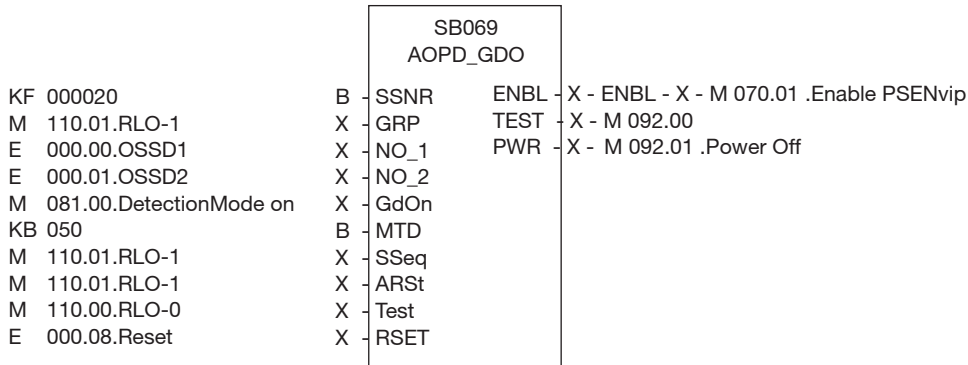 SB069
AOPD_GDO
KF 000020 B - SSNR ENBL - X - ENBL - X - M 070.01 .Enable PSENvip
M 110.01.RLO-1 X - GRP TEST - X - M 092.00
E 000.00.OSSD1 X - NO_1 PWR - X - M 092.01 .Power Off
E 000.01.OSSD2 X - NO_2
M 081.00.DetectionMode on X - GdOn
KB 050 B - MTD
M 110.01.RLO-1 X - SSeq
M 110.01.RLO-1 X - ARSt
M 110.00.RLO-0 X - Test
E 000.08.Reset X - RSET